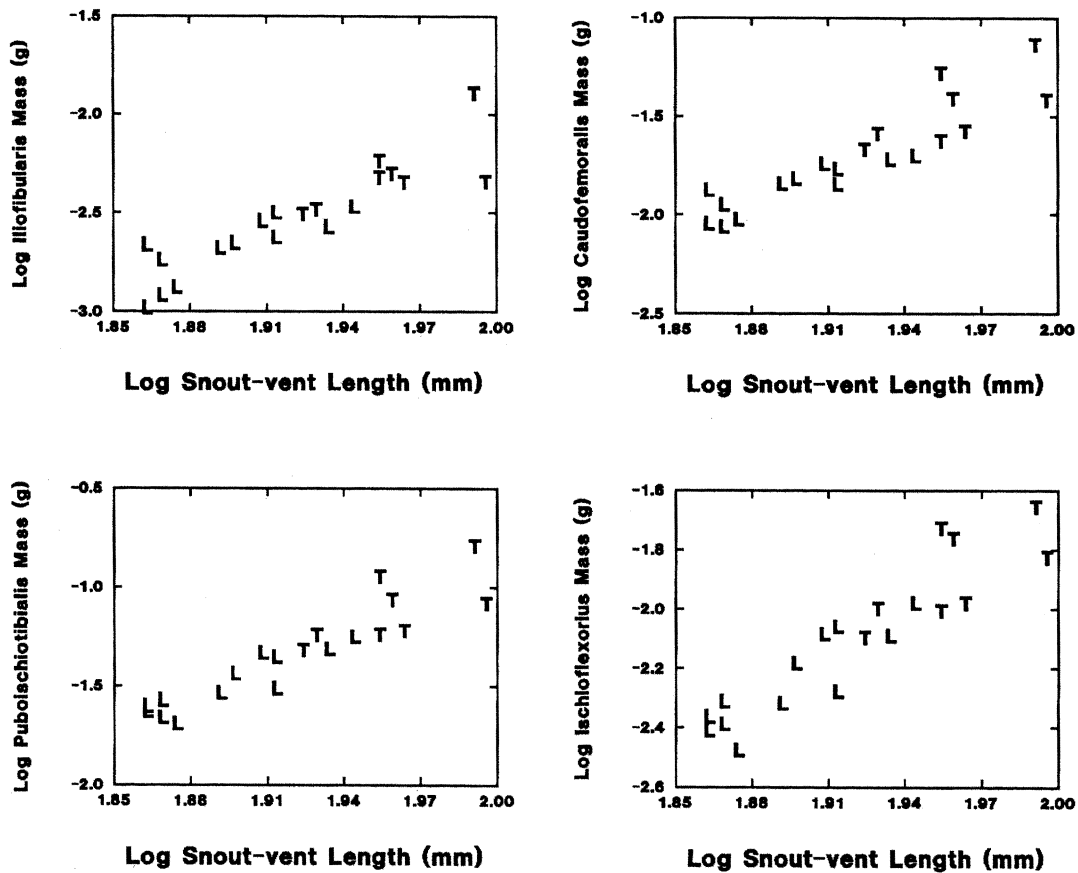 Log Iliofibularis Mass (g)
-1.5
-2.0
-2.5
-3.0
T
T
T
T
T
T
T
T
L
L
L
L
L
L
L
L
L
L
L
L
1.85 1.88 1.91 1.94 1.97 2.00
Log Snout-vent Length (mm)
Log Caudofemoralis Mass (g)
-1.0
-1.5
-2.0
-2.5
T
T
T
T
T
T
T
T
L
L
L
L
L
L
L
L
L
L
L
L
1.85 1.88 1.91 1.94 1.97 2.00
Log Snout-vent Length (mm)
Log Puboischiotibialis Mass (g)
-0.5
-1.0
-1.5
-2.0
T
T
T
T
T
T
T
T
L
L
L
L
L
L
L
L
L
L
L
L
1.85 1.88 1.91 1.94 1.97 2.00
Log Snout-vent Length (mm)
Log Ischioflexorius Mass (g)
-1.6
-1.8
-2.0
-2.2
-2.4
-2.6
T
T
T
T
T
T
T
T
L
L
L
L
L
L
L
L
L
L
L
L
1.85 1.88 1.91 1.94 1.97 2.00
Log Snout-vent Length (mm)